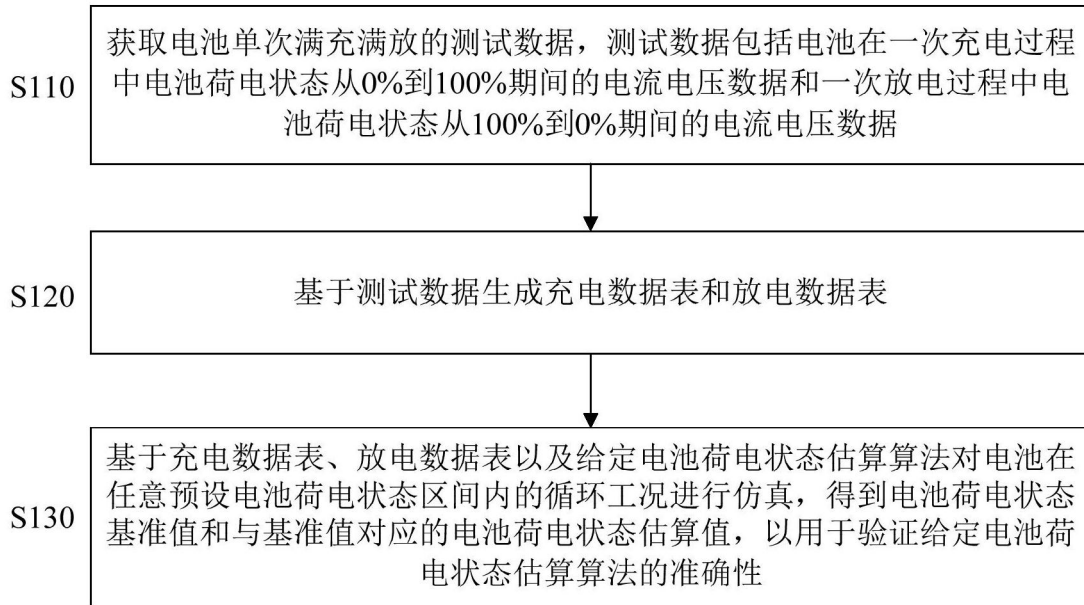 获取电池单次满充满放的测试数据，测试数据包括电池在一次充电过程
S110 中电池荷电状态从0%到100%期间的电流电压数据和一次放电过程中电
池荷电状态从100%到0%期间的电流电压数据
S120 基于测试数据生成充电数据表和放电数据表
基于充电数据表、放电数据表以及给定电池荷电状态估算算法对电池在
任意预设电池荷电状态区间内的循环工况进行仿真，得到电池荷电状态
S130 基准值和与基准值对应的电池荷电状态估算值，以用于验证给定电池荷
电状态估算算法的准确性